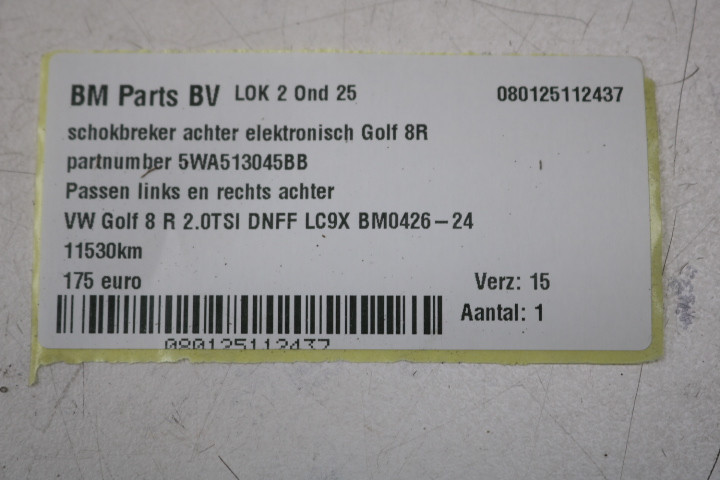 BM Parts BV LOK 2 Ond 25 080125112437
schokbreker achter elektronisch Golf 8R
partnumber 5WA513045BB
Passen links en rechts achter
VW Golf 8 R 2.0TSI DNFF LC9X BM0426-24
11530km
175 euro Verz: 15
Aantal: 1
080125112437